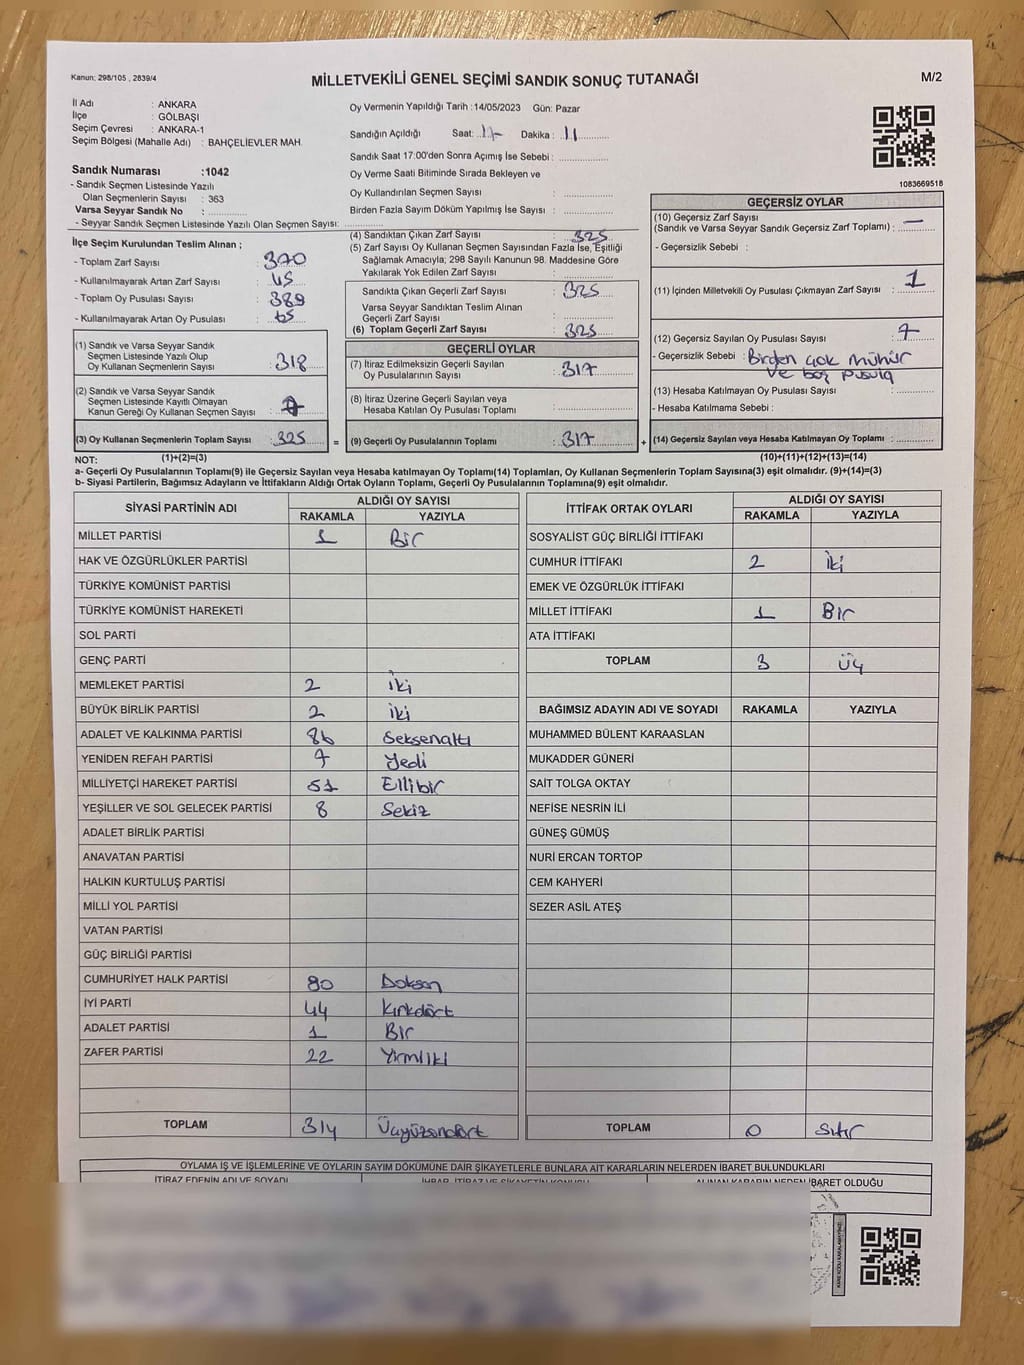 Kanun: 298/105 , 2839/4
MİLLETVEKİLİ GENEL SEÇİMİ SANDIK SONUÇ TUTANAĞI
M/2
İl Adı : ANKARA
İlçe : GÖLBAŞI
Seçim Çevresi : ANKARA-1
Seçim Bölgesi (Mahalle Adı) : BAHÇELİEVLER MAH.
Oy Vermenin Yapıldığı Tarih :14/05/2023 Gün: Pazar
Sandığın Açıldığı Saat: 17 Dakika : 11
Sandık Saat 17:00'den Sonra Açımış İse Sebebi :
Oy Verme Saati Bitiminde Sırada Bekleyen ve
Oy Kullandırılan Seçmen Sayısı :
Birden Fazla Sayım Döküm Yapılmış İse Sayısı :
1083669518
Sandık Numarası :1042
- Sandık Seçmen Listesinde Yazılı
Olan Seçmenlerin Sayısı : 363
Varsa Seyyar Sandık No :
- Seyyar Sandık Seçmen Listesinde Yazılı Olan Seçmen Sayısı:
İlçe Seçim Kurulundan Teslim Alınan ;
- Toplam Zarf Sayısı : 370
- Kullanılmayarak Artan Zarf Sayısı : 45
- Toplam Oy Pusulası Sayısı : 389
- Kullanılmayarak Artan Oy Pusulası : 65
(1) Sandık ve Varsa Seyyar Sandık
Seçmen Listesinde Yazılı Olup
Oy Kullanan Seçmenlerin Sayısı : 318
(2) Sandık ve Varsa Seyyar Sandık
Seçmen Listesinde Kayıtlı Olmayan
Kanun Gereği Oy Kullanan Seçmen Sayısı : 7
(3) Oy Kullanan Seçmenlerin Toplam Sayısı : 325 =
(4) Sandıktan Çıkan Zarf Sayısı : 325
(5) Zarf Sayısı Oy Kullanan Seçmen Sayısından Fazla İse, Eşitliği
Sağlamak Amacıyla; 298 Sayılı Kanunun 98. Maddesine Göre
Yakılarak Yok Edilen Zarf Sayısı :
Sandıkta Çıkan Geçerli Zarf Sayısı : 325
Varsa Seyyar Sandıktan Teslim Alınan
Geçerli Zarf Sayısı :
(6) Toplam Geçerli Zarf Sayısı : 325
GEÇERLİ OYLAR
(7) İtiraz Edilmeksizin Geçerli Sayılan
Oy Pusulalarının Sayısı : 317
(8) İtiraz Üzerine Geçerli Sayılan veya
Hesaba Katılan Oy Pusulası Toplamı :
(9) Geçerli Oy Pusulalarının Toplamı : 317 +
GEÇERSİZ OYLAR
(10) Geçersiz Zarf Sayısı
(Sandık ve Varsa Seyyar Sandık Geçersiz Zarf Toplamı) : —
- Geçersizlik Sebebi :
(11) İçinden Milletvekili Oy Pusulası Çıkmayan Zarf Sayısı : 1
(12) Geçersiz Sayılan Oy Pusulası Sayısı : 7
- Geçersizlik Sebebi : Birden çok mühür
ve boş pusula
(13) Hesaba Katılmayan Oy Pusulası Sayısı :
- Hesaba Katılmama Sebebi :
(14) Geçersiz Sayılan veya Hesaba Katılmayan Oy Toplamı :
NOT: (1)+(2)=(3) (10)+(11)+(12)+(13)=(14)
a- Geçerli Oy Pusulalarının Toplamı(9) ile Geçersiz Sayılan veya Hesaba katılmayan Oy Toplamı(14) Toplamları, Oy Kullanan Seçmenlerin Toplam Sayısına(3) eşit olmalıdır. (9)+(14)=(3)
b- Siyasi Partilerin, Bağımsız Adayların ve İttifakların Aldığı Ortak Oyların Toplamı, Geçerli Oy Pusulalarının Toplamına(9) eşit olmalıdır.
SİYASİ PARTİNİN ADI ALDIĞI OY SAYISI
RAKAMLA YAZIYLA
MİLLET PARTİSİ 1 Bir
HAK VE ÖZGÜRLÜKLER PARTİSİ
TÜRKİYE KOMÜNİST PARTİSİ
TÜRKİYE KOMÜNİST HAREKETİ
SOL PARTİ
GENÇ PARTİ
MEMLEKET PARTİSİ 2 İki
BÜYÜK BİRLİK PARTİSİ 2 İki
ADALET VE KALKINMA PARTİSİ 86 Seksenaltı
YENİDEN REFAH PARTİSİ 7 Yedi
MİLLİYETÇİ HAREKET PARTİSİ 51 Ellibir
YEŞİLLER VE SOL GELECEK PARTİSİ 8 Sekiz
ADALET BİRLİK PARTİSİ
ANAVATAN PARTİSİ
HALKIN KURTULUŞ PARTİSİ
MİLLİ YOL PARTİSİ
VATAN PARTİSİ
GÜÇ BİRLİĞİ PARTİSİ
CUMHURİYET HALK PARTİSİ 90 Doksan
İYİ PARTİ 44 Kırkdört
ADALET PARTİSİ 1 Bir
ZAFER PARTİSİ 22 Yirmiiki
TOPLAM 314 Üçyüzondört
İTTİFAK ORTAK OYLARI ALDIĞI OY SAYISI
RAKAMLA YAZIYLA
SOSYALİST GÜÇ BİRLİĞİ İTTİFAKI
CUMHUR İTTİFAKI 2 İki
EMEK VE ÖZGÜRLÜK İTTİFAKI
MİLLET İTTİFAKI 1 Bir
ATA İTTİFAKI
TOPLAM 3 Üç
BAĞIMSIZ ADAYIN ADI VE SOYADI RAKAMLA YAZIYLA
MUHAMMED BÜLENT KARAASLAN
MUKADDER GÜNERİ
SAİT TOLGA OKTAY
NEFİSE NESRİN İLİ
GÜNEŞ GÜMÜŞ
NURİ ERCAN TORTOP
CEM KAHYERİ
SEZER ASİL ATEŞ
TOPLAM 0 Sıfır
OYLAMA İŞ VE İŞLEMLERİNE VE OYLARIN SAYIM DÖKÜMÜNE DAİR ŞİKAYETLERLE BUNLARA AİT KARARLARIN NELERDEN İBARET BULUNDUKLARI
İTİRAZ EDENİN ADI VE SOYADI İHBAR, İTİRAZ VE ŞİKAYETİN KONUSU ALINAN KARARIN NEDEN İBARET OLDUĞU